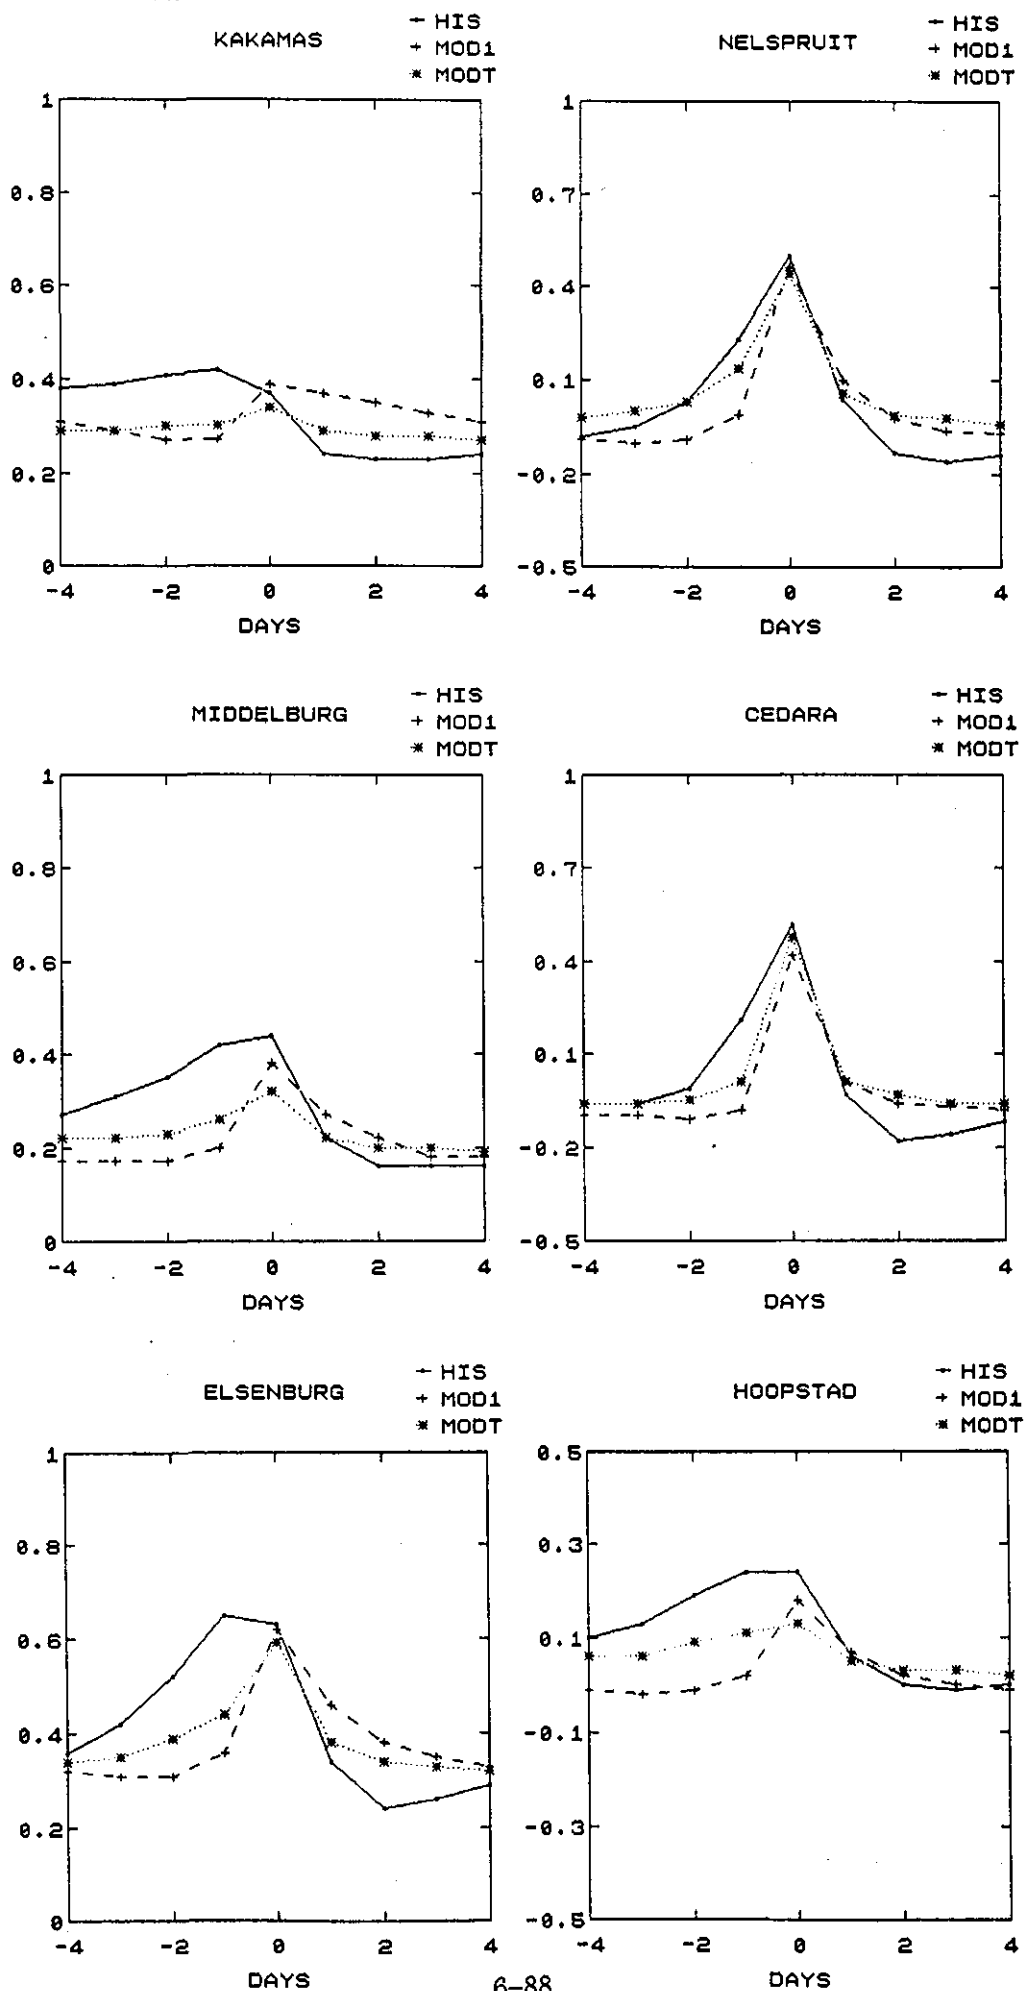 KAKAMAS
HIS
MOD1
MODT
1
0.8
0.6
0.4
0.2
0
-4 -2 0 2 4
DAYS
NELSPRUIT
HIS
MOD1
MODT
1
0.7
0.4
0.1
-0.2
-0.5
-4 -2 0 2 4
DAYS
MIDDELBURG
HIS
MOD1
MODT
1
0.8
0.6
0.4
0.2
0
-4 -2 0 2 4
DAYS
CEDARA
HIS
MOD1
MODT
1
0.7
0.4
0.1
-0.2
-0.5
-4 -2 0 2 4
DAYS
ELSENBURG
HIS
MOD1
MODT
1
0.8
0.6
0.4
0.2
0
-4 -2 0 2 4
DAYS
HOOPSTAD
HIS
MOD1
MODT
0.5
0.3
0.1
-0.1
-0.3
-0.5
-4 -2 0 2 4
DAYS
6-88